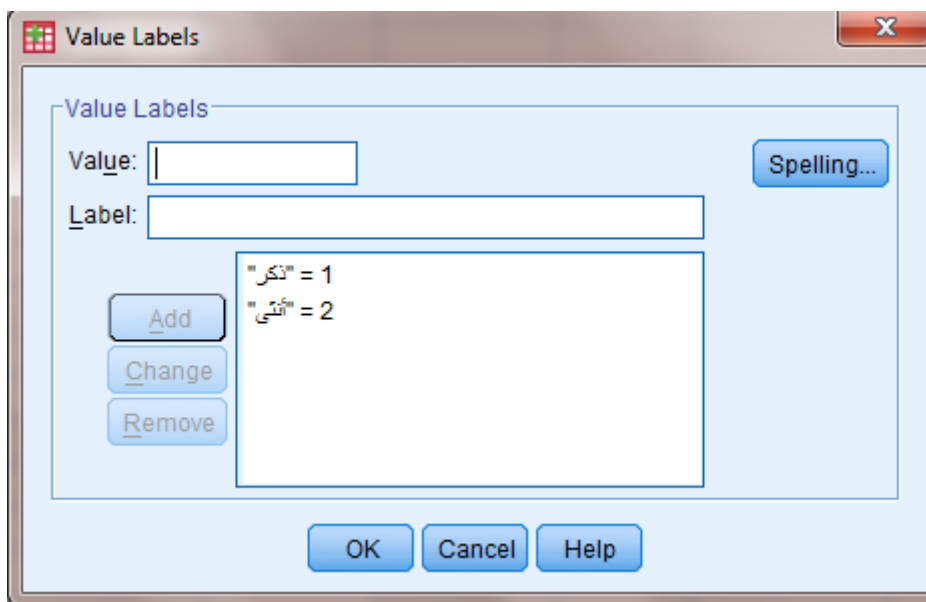 Value Labels
Value Labels
Value:
Spelling...
Label:
"ذكر" = 1
"أنثى" = 2
Add
Change
Remove
OK
Cancel
Help